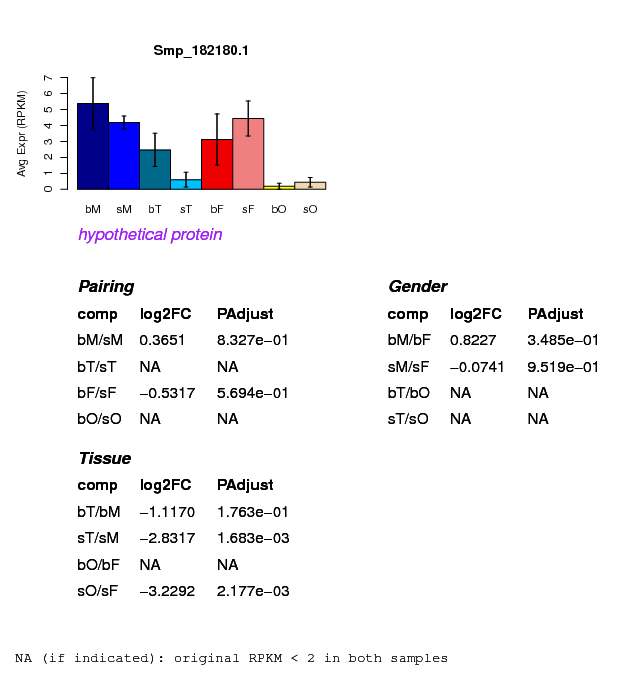 Smp_182180.1
Avg Expr (RPKM)
0 1 2 3 4 5 6 7
bM sM bT sT bF sF bO sO
hypothetical protein
Pairing
comp log2FC PAdjust
bM/sM 0.3651 8.327e−01
bT/sT NA NA
bF/sF −0.5317 5.694e−01
bO/sO NA NA
Gender
comp log2FC PAdjust
bM/bF 0.8227 3.485e−01
sM/sF −0.0741 9.519e−01
bT/bO NA NA
sT/sO NA NA
Tissue
comp log2FC PAdjust
bT/bM −1.1170 1.763e−01
sT/sM −2.8317 1.683e−03
bO/bF NA NA
sO/sF −3.2292 2.177e−03
NA (if indicated): original RPKM < 2 in both samples